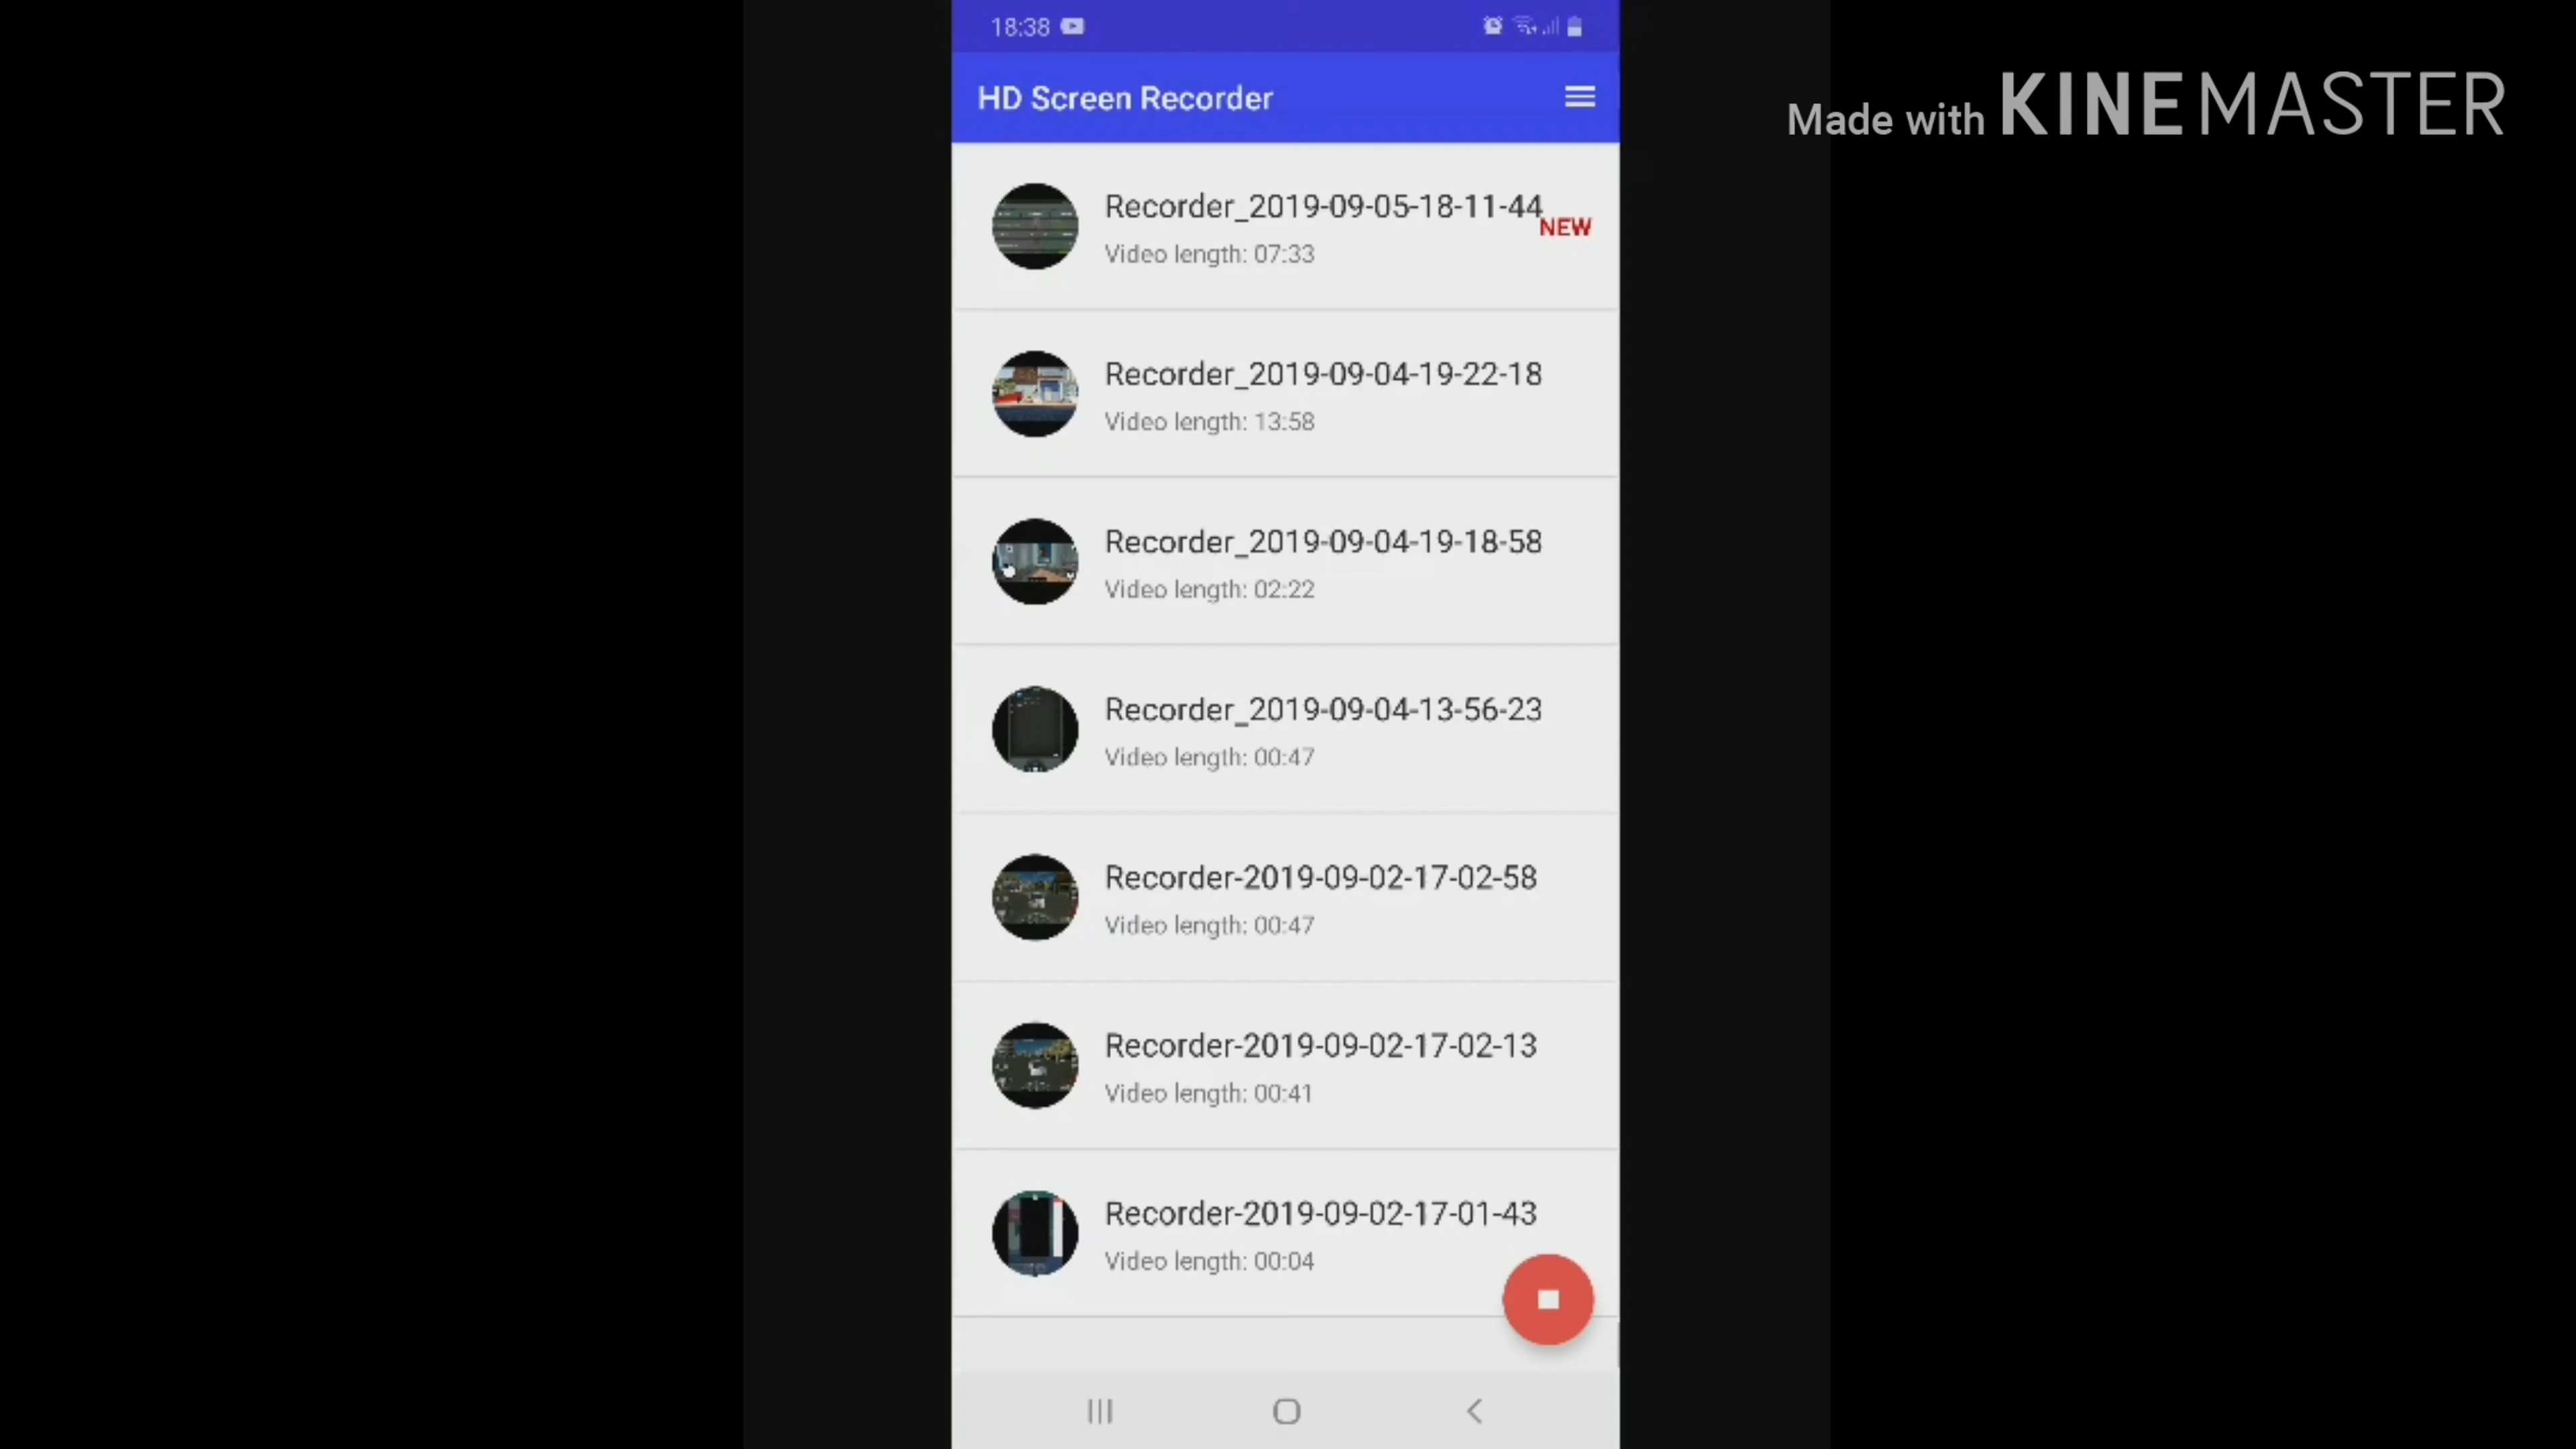 18:38
HD Screen Recorder
Made with KINEMASTER
Recorder_2019-09-05-18-11-44
NEW
Video length: 07:33
Recorder_2019-09-04-19-22-18
Video length: 13:58
Recorder_2019-09-04-19-18-58
Video length: 02:22
Recorder_2019-09-04-13-56-23
Video length: 00:47
Recorder-2019-09-02-17-02-58
Video length: 00:47
Recorder-2019-09-02-17-02-13
Video length: 00:41
Recorder-2019-09-02-17-01-43
Video length: 00:04